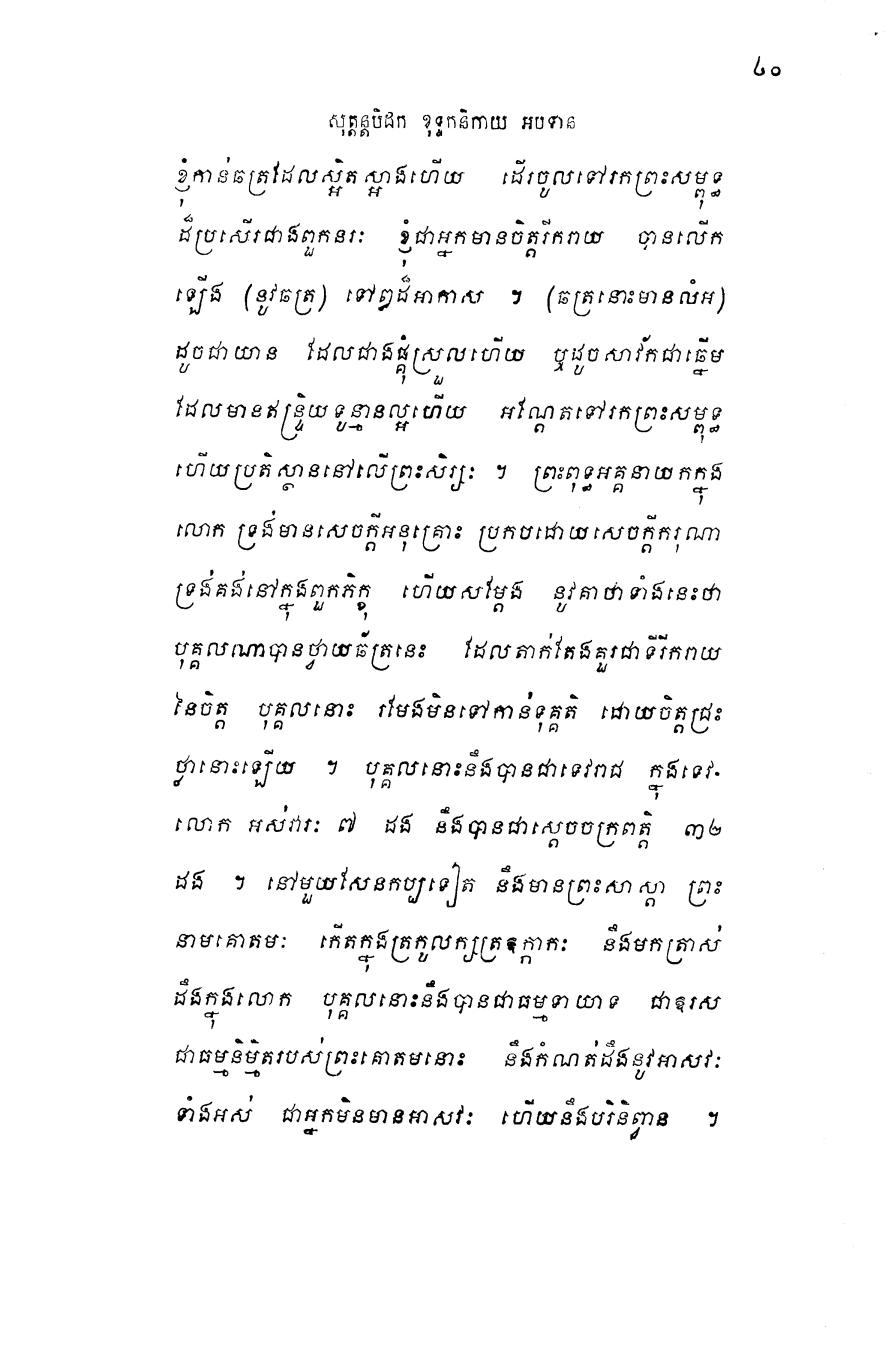 ៤០
សុត្តន្តបិដក ខុទ្ទកនិកាយ អបទាន
ខ្ញុំកាន់ឆត្រដែលស្អិតស្អាងហើយ ដើរចូលទៅរកព្រះសម្ពុទ្ធ
ដ៏ប្រសើរជាងពួកនរៈ ខ្ញុំជាអ្នកមានចិត្តរីករាយ បានលើក
ឡើង (នូវឆត្រ) ទៅឰដ៏អាកាស ។ (ឆត្រនោះមានលំអ)
ដូចជាយាន ដែលជាងផ្គុំស្រួលហើយ ឬដូចសាវ័កជាធ្នើម
ដែលមានឥន្ទ្រិយទូន្មានល្អហើយ អណ្តែតទៅរកព្រះសម្ពុទ្ធ
ហើយប្រតិស្ឋាននៅលើព្រះសិរ្សៈ ។ ព្រះពុទ្ធអគ្គនាយកក្នុង
លោក ទ្រង់មានសេចក្តីអនុគ្រោះ ប្រកបដោយសេចក្តីករុណា
ទ្រង់គង់នៅក្នុងពួកភិក្ខុ ហើយសម្តែង នូវគាថាទាំងនេះថា
បុគ្គលណាបានថ្វាយឆ័ត្រនេះ ដែលតាក់តែងគួរជាទីរីករាយ
នៃចិត្ត បុគ្គលនោះ រមែងមិនទៅកាន់ទុគ្គតិ ដោយចិត្តជ្រះ
ថ្លានោះឡើយ ។ បុគ្គលនោះនឹងបានជាទេវរាជ ក្នុងទេវ-
លោក អស់វារៈ ៧ ដង នឹងបានជាស្តេចចក្រពត្តិ ៣២
ដង ។ នៅមួយសែនកប្បទៀត នឹងមានព្រះសាស្តា ព្រះ
នាមគោតមៈ កើតក្នុងត្រកូលក្សត្រឧក្កាកៈ នឹងមកត្រាស់
ដឹងក្នុងលោក បុគ្គលនោះនឹងបានជាធម្មទាយាទ ជាឱរស
ជាធម្មនិម្មិតរបស់ព្រះគោតមនោះ នឹងកំណត់ដឹងនូវអាសវៈ
ទាំងអស់ ជាអ្នកមិនមានអាសវៈ ហើយនឹងបរិនិព្វាន ។